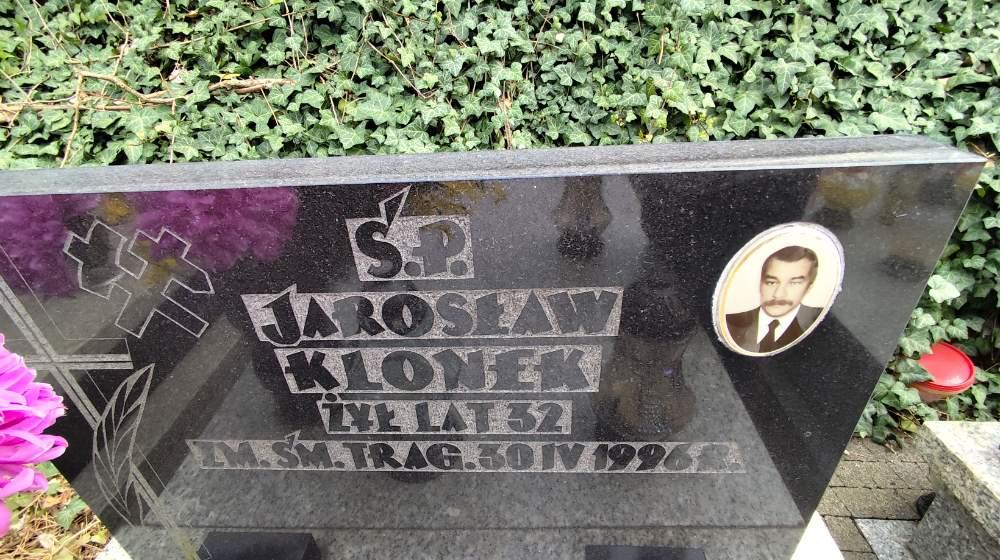 Ś.P.
JAROSŁAW
KLONEK
ŻYŁ LAT 32
ZM. ŚM. TRAG. 30 IV 1996 R.